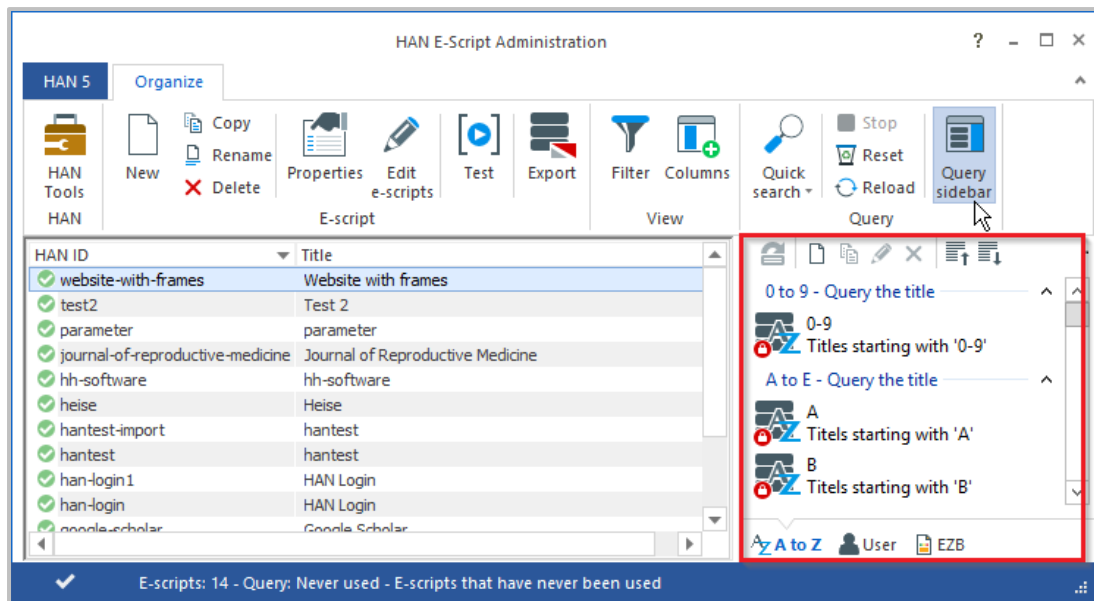 HAN E-Script Administration
HAN 5 Organize
HAN Tools
New
Copy
Rename
Delete
Properties
Edit e-scripts
Test
Export
Filter
Columns
Quick search
Stop
Reset
Reload
Query sidebar
HAN E-script View Query
HAN ID Title
website-with-frames Website with frames
test2 Test 2
parameter parameter
journal-of-reproductive-medicine Journal of Reproductive Medicine
hh-software hh-software
heise Heise
hantest-import hantest
hantest hantest
han-login1 HAN Login
han-login HAN Login
google-scholar Google Scholar
0 to 9 - Query the title
0-9
Titles starting with '0-9'
A to E - Query the title
A
Titels starting with 'A'
B
Titels starting with 'B'
A to Z User EZB
E-scripts: 14 - Query: Never used - E-scripts that have never been used